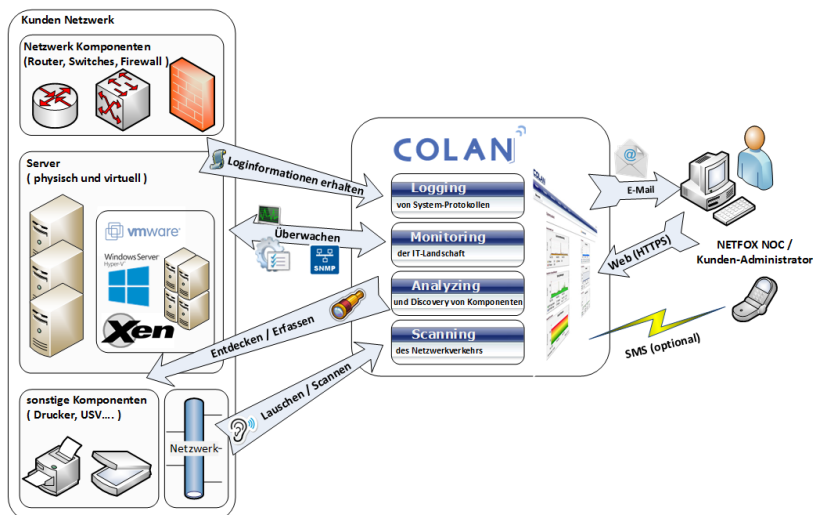 Kunden Netzwerk
Netzwerk Komponenten
(Router, Switches, Firewall )
Server
( physisch und virtuell )
vmware
Windows Server
Hyper-V
Xen
sonstige Komponenten
( Drucker, USV.... )
Netzwerk-
Loginformationen erhalten
Überwachen
SNMP
Entdecken / Erfassen
Lauschen / Scannen
COLAN
Logging
von System-Protokollen
Monitoring
der IT-Landschaft
Analyzing
und Discovery von Komponenten
Scanning
des Netzwerkverkehrs
COLAN
@
E-Mail
Web (HTTPS)
NETFOX NOC /
Kunden-Administrator
SMS (optional)